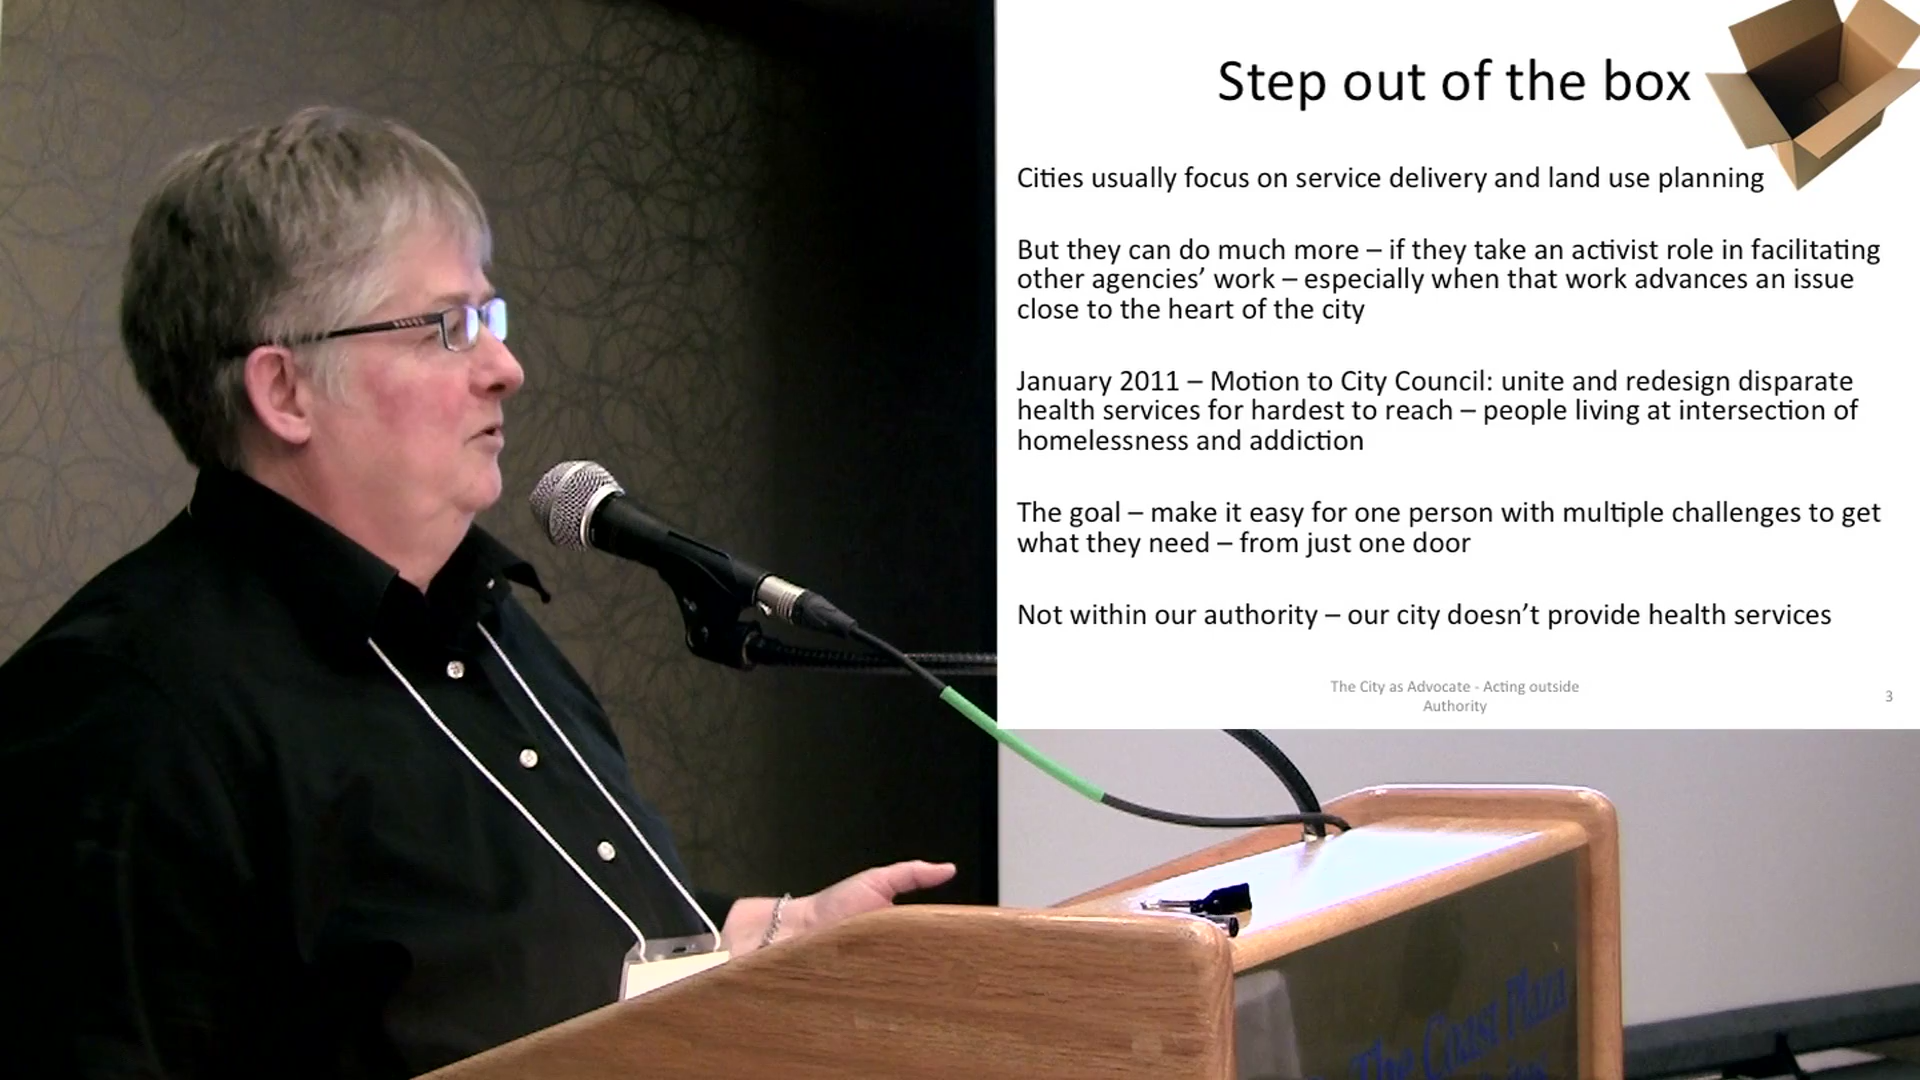 Step out of the box
Cities usually focus on service delivery and land use planning
But they can do much more – if they take an activist role in facilitating
other agencies’ work – especially when that work advances an issue
close to the heart of the city
January 2011 – Motion to City Council: unite and redesign disparate
health services for hardest to reach – people living at intersection of
homelessness and addiction
The goal – make it easy for one person with multiple challenges to get
what they need – from just one door
Not within our authority – our city doesn’t provide health services
The City as Advocate - Acting outside
Authority
3
The Coast Plaza